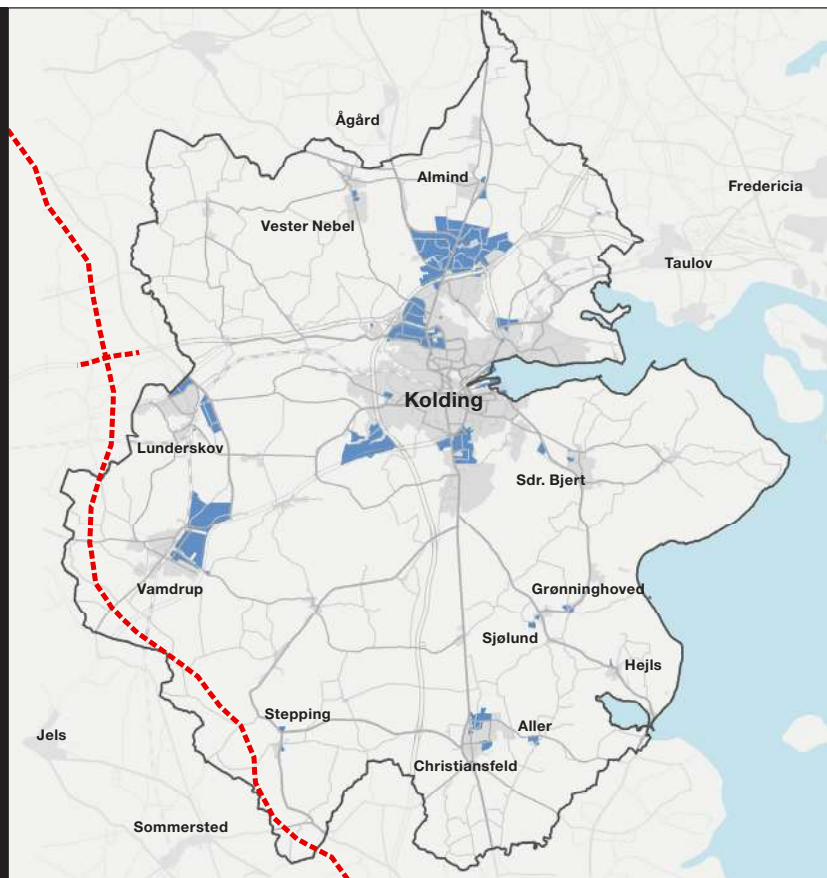 Ågård
Almind
Fredericia
Vester Nebel
Taulov
Kolding
Lunderskov
Sdr. Bjert
Vamdrup
Grønninghoved
Sjølund
Hejls
Stepping
Aller
Jels
Christiansfeld
Sommersted